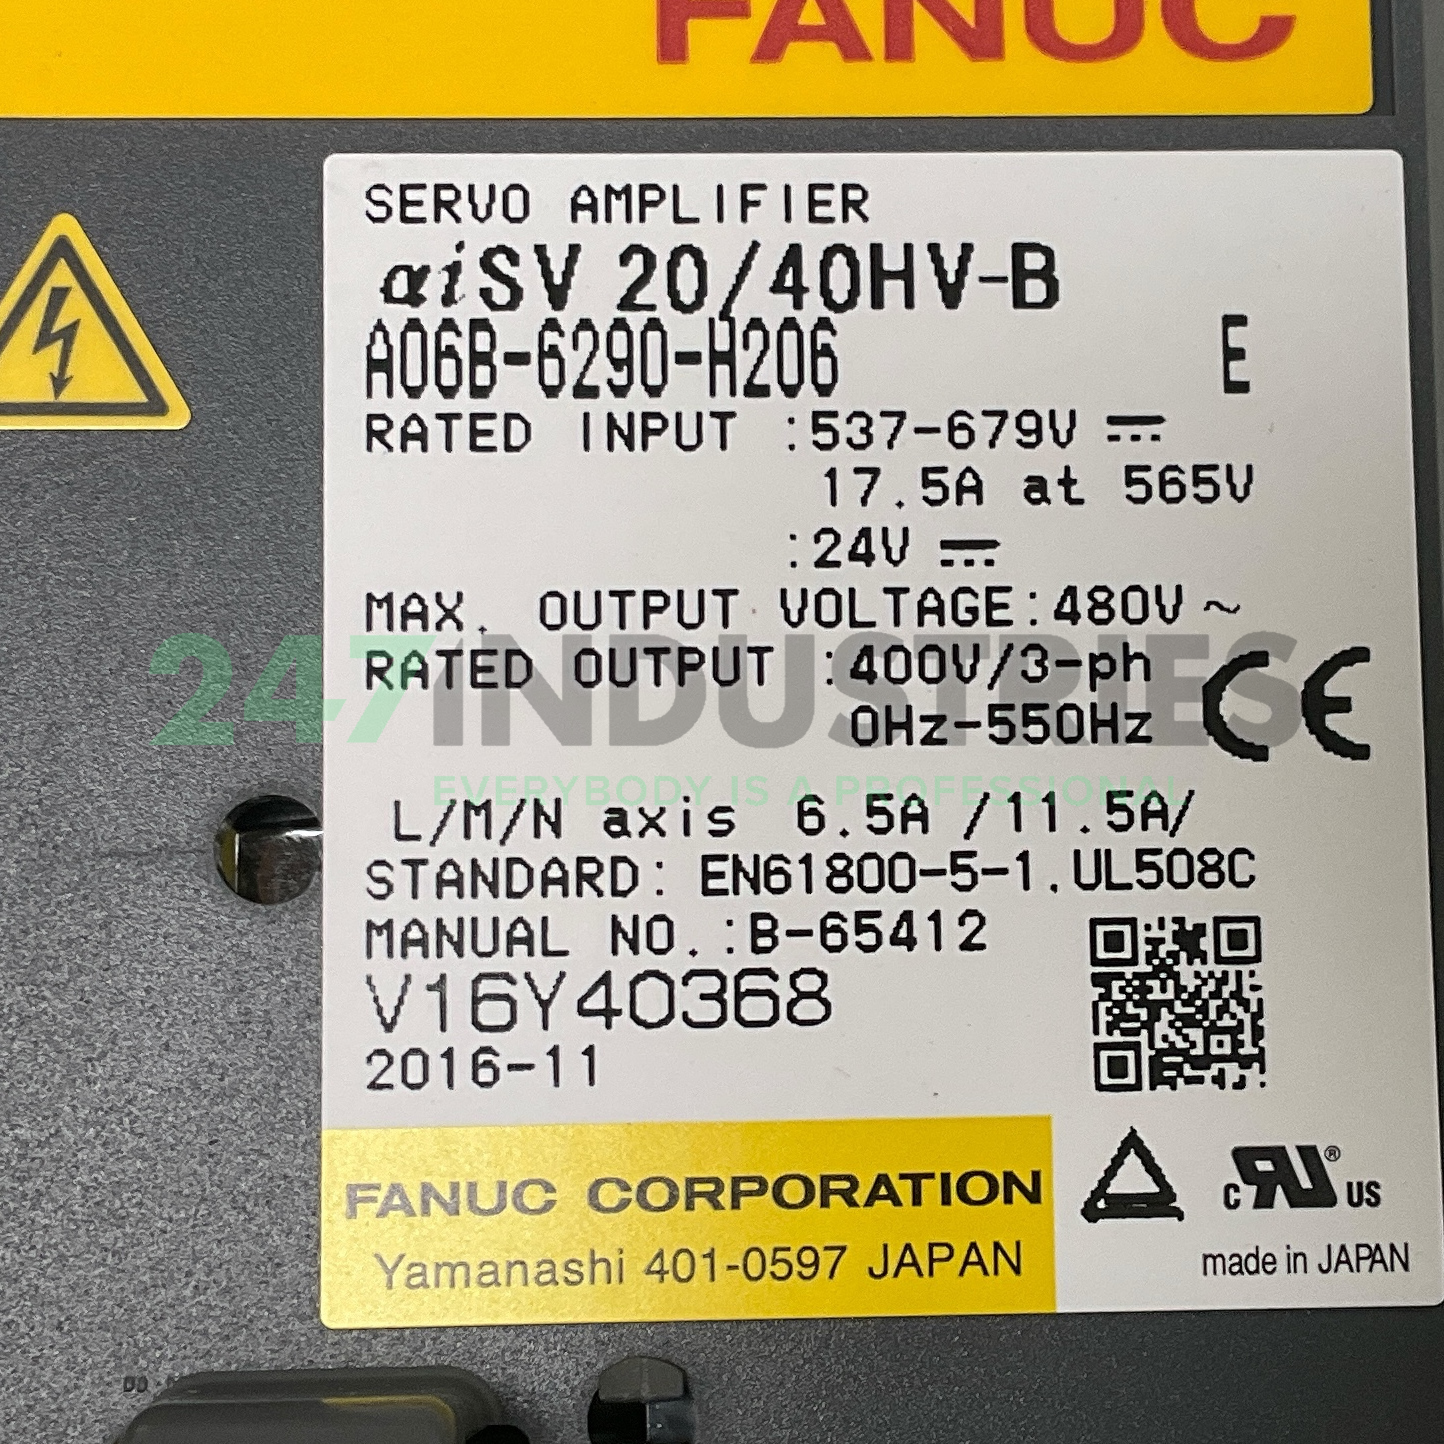 FANUC
SERVO AMPLIFIER
αiSV 20/40HV-B
A06B-6290-H206 E
RATED INPUT :537-679V ⎓
17.5A at 565V
:24V ⎓
MAX. OUTPUT VOLTAGE:480V ~
RATED OUTPUT :400V/3-ph
0Hz-550Hz
CE
247INDUSTRIES
EVERYBODY IS A PROFESSIONAL
L/M/N axis 6.5A /11.5A/
STANDARD: EN61800-5-1.UL508C
MANUAL NO.:B-65412
V16Y40368
2016-11
FANUC CORPORATION
Yamanashi 401-0597 JAPAN
c RU ® US
made in JAPAN